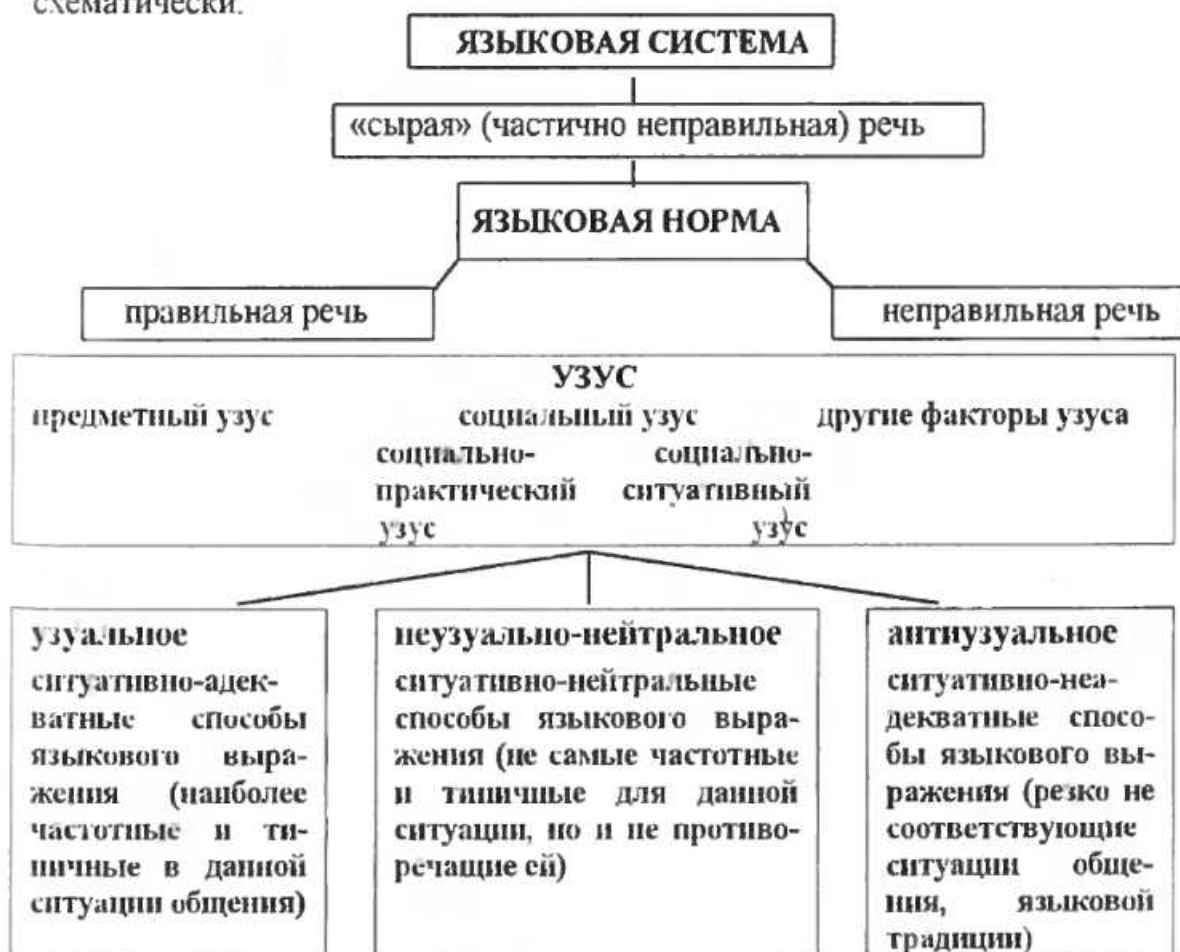 схематически.
ЯЗЫКОВАЯ СИСТЕМА
«сырая» (частично неправильная) речь
ЯЗЫКОВАЯ НОРМА
правильная речь
неправильная речь
УЗУС
предметный узус социальный узус другие факторы узуса
социально- социально-
практический ситуативный
узус узус
узуальное
ситуативно-адек-
ватные способы
языкового выра-
жения (наиболее
частотные и ти-
пичные в данной
ситуации общения)
неузуально-нейтральное
ситуативно-нейтральные
способы языкового выра-
жения (не самые частотные
и типичные для данной
ситуации, но и не противо-
речащие ей)
антиузуальное
ситуативно-неа-
декватные спосо-
бы языкового вы-
ражения (резко не
соответствующие
ситуации обще-
ния, языковой
традиции)